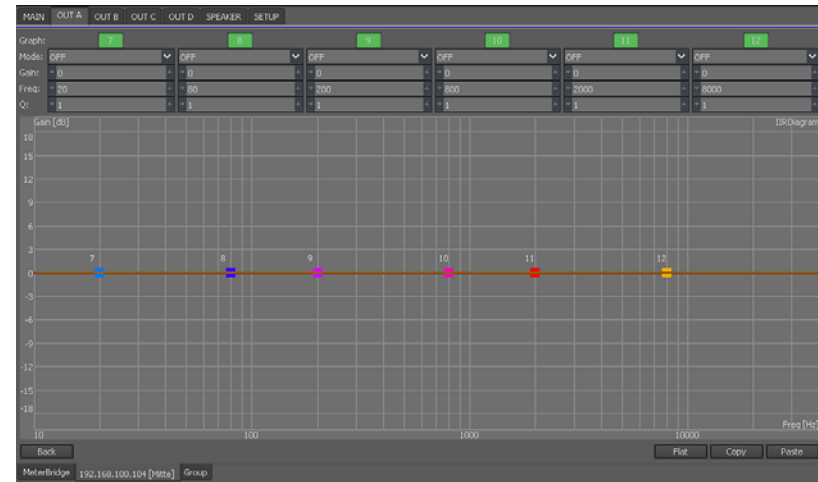 MAIN OUT A OUT B OUT C OUT D SPEAKER SETUP
Graph: 7 8 9 10 11 12
Mode: OFF OFF OFF OFF OFF OFF
Gain: 0 0 0 0 0 0
Freq: 20 80 200 800 2000 8000
Q: 1 1 1 1 1 1
Gain [dB] IIRDiagram
18
15
12
9
6
3
7 8 9 10 11 12
0
-3
-6
-9
-12
-15
-18
Freq [Hz]
10 100 1000 10000
Back Flat Copy Paste
MeterBridge 192.168.100.104 [Mitte] Group